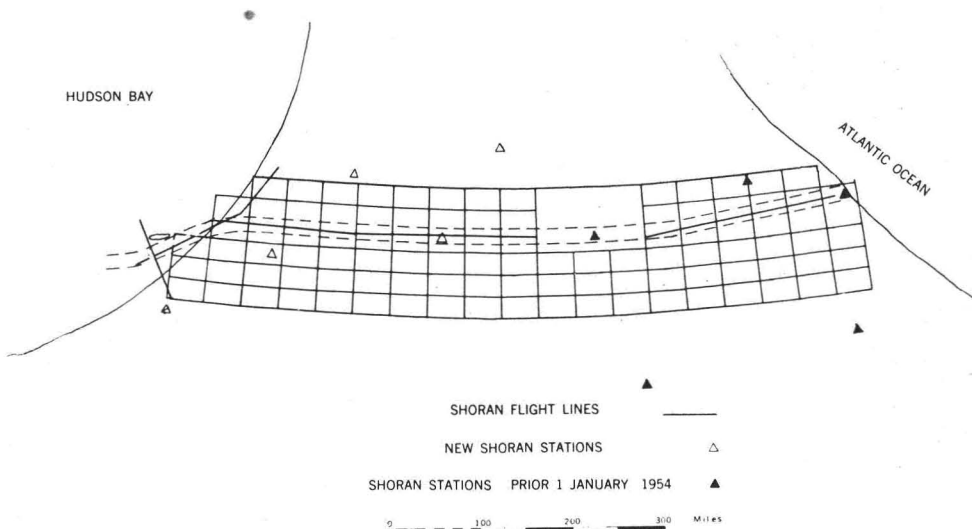 HUDSON BAY
ATLANTIC OCEAN
SHORAN FLIGHT LINES
NEW SHORAN STATIONS
SHORAN STATIONS PRIOR 1 JANUARY 1954
0 100 200 300 Miles